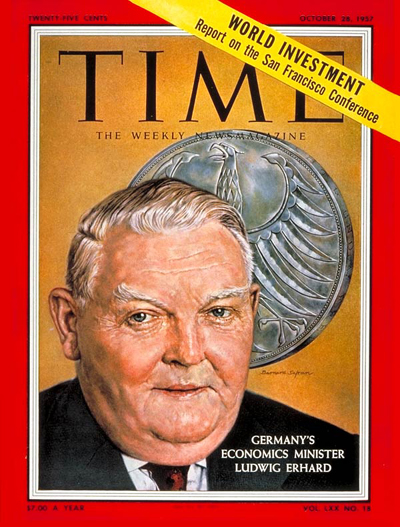 TWENTY-FIVE CENTS
OCTOBER 28, 1957
WORLD INVESTMENT
Report on the San Francisco Conference
TIME
THE WEEKLY NEWSMAGAZINE
GERMANY'S
ECONOMICS MINISTER
LUDWIG ERHARD
$7.00 A YEAR
VOL. LXX NO. 18